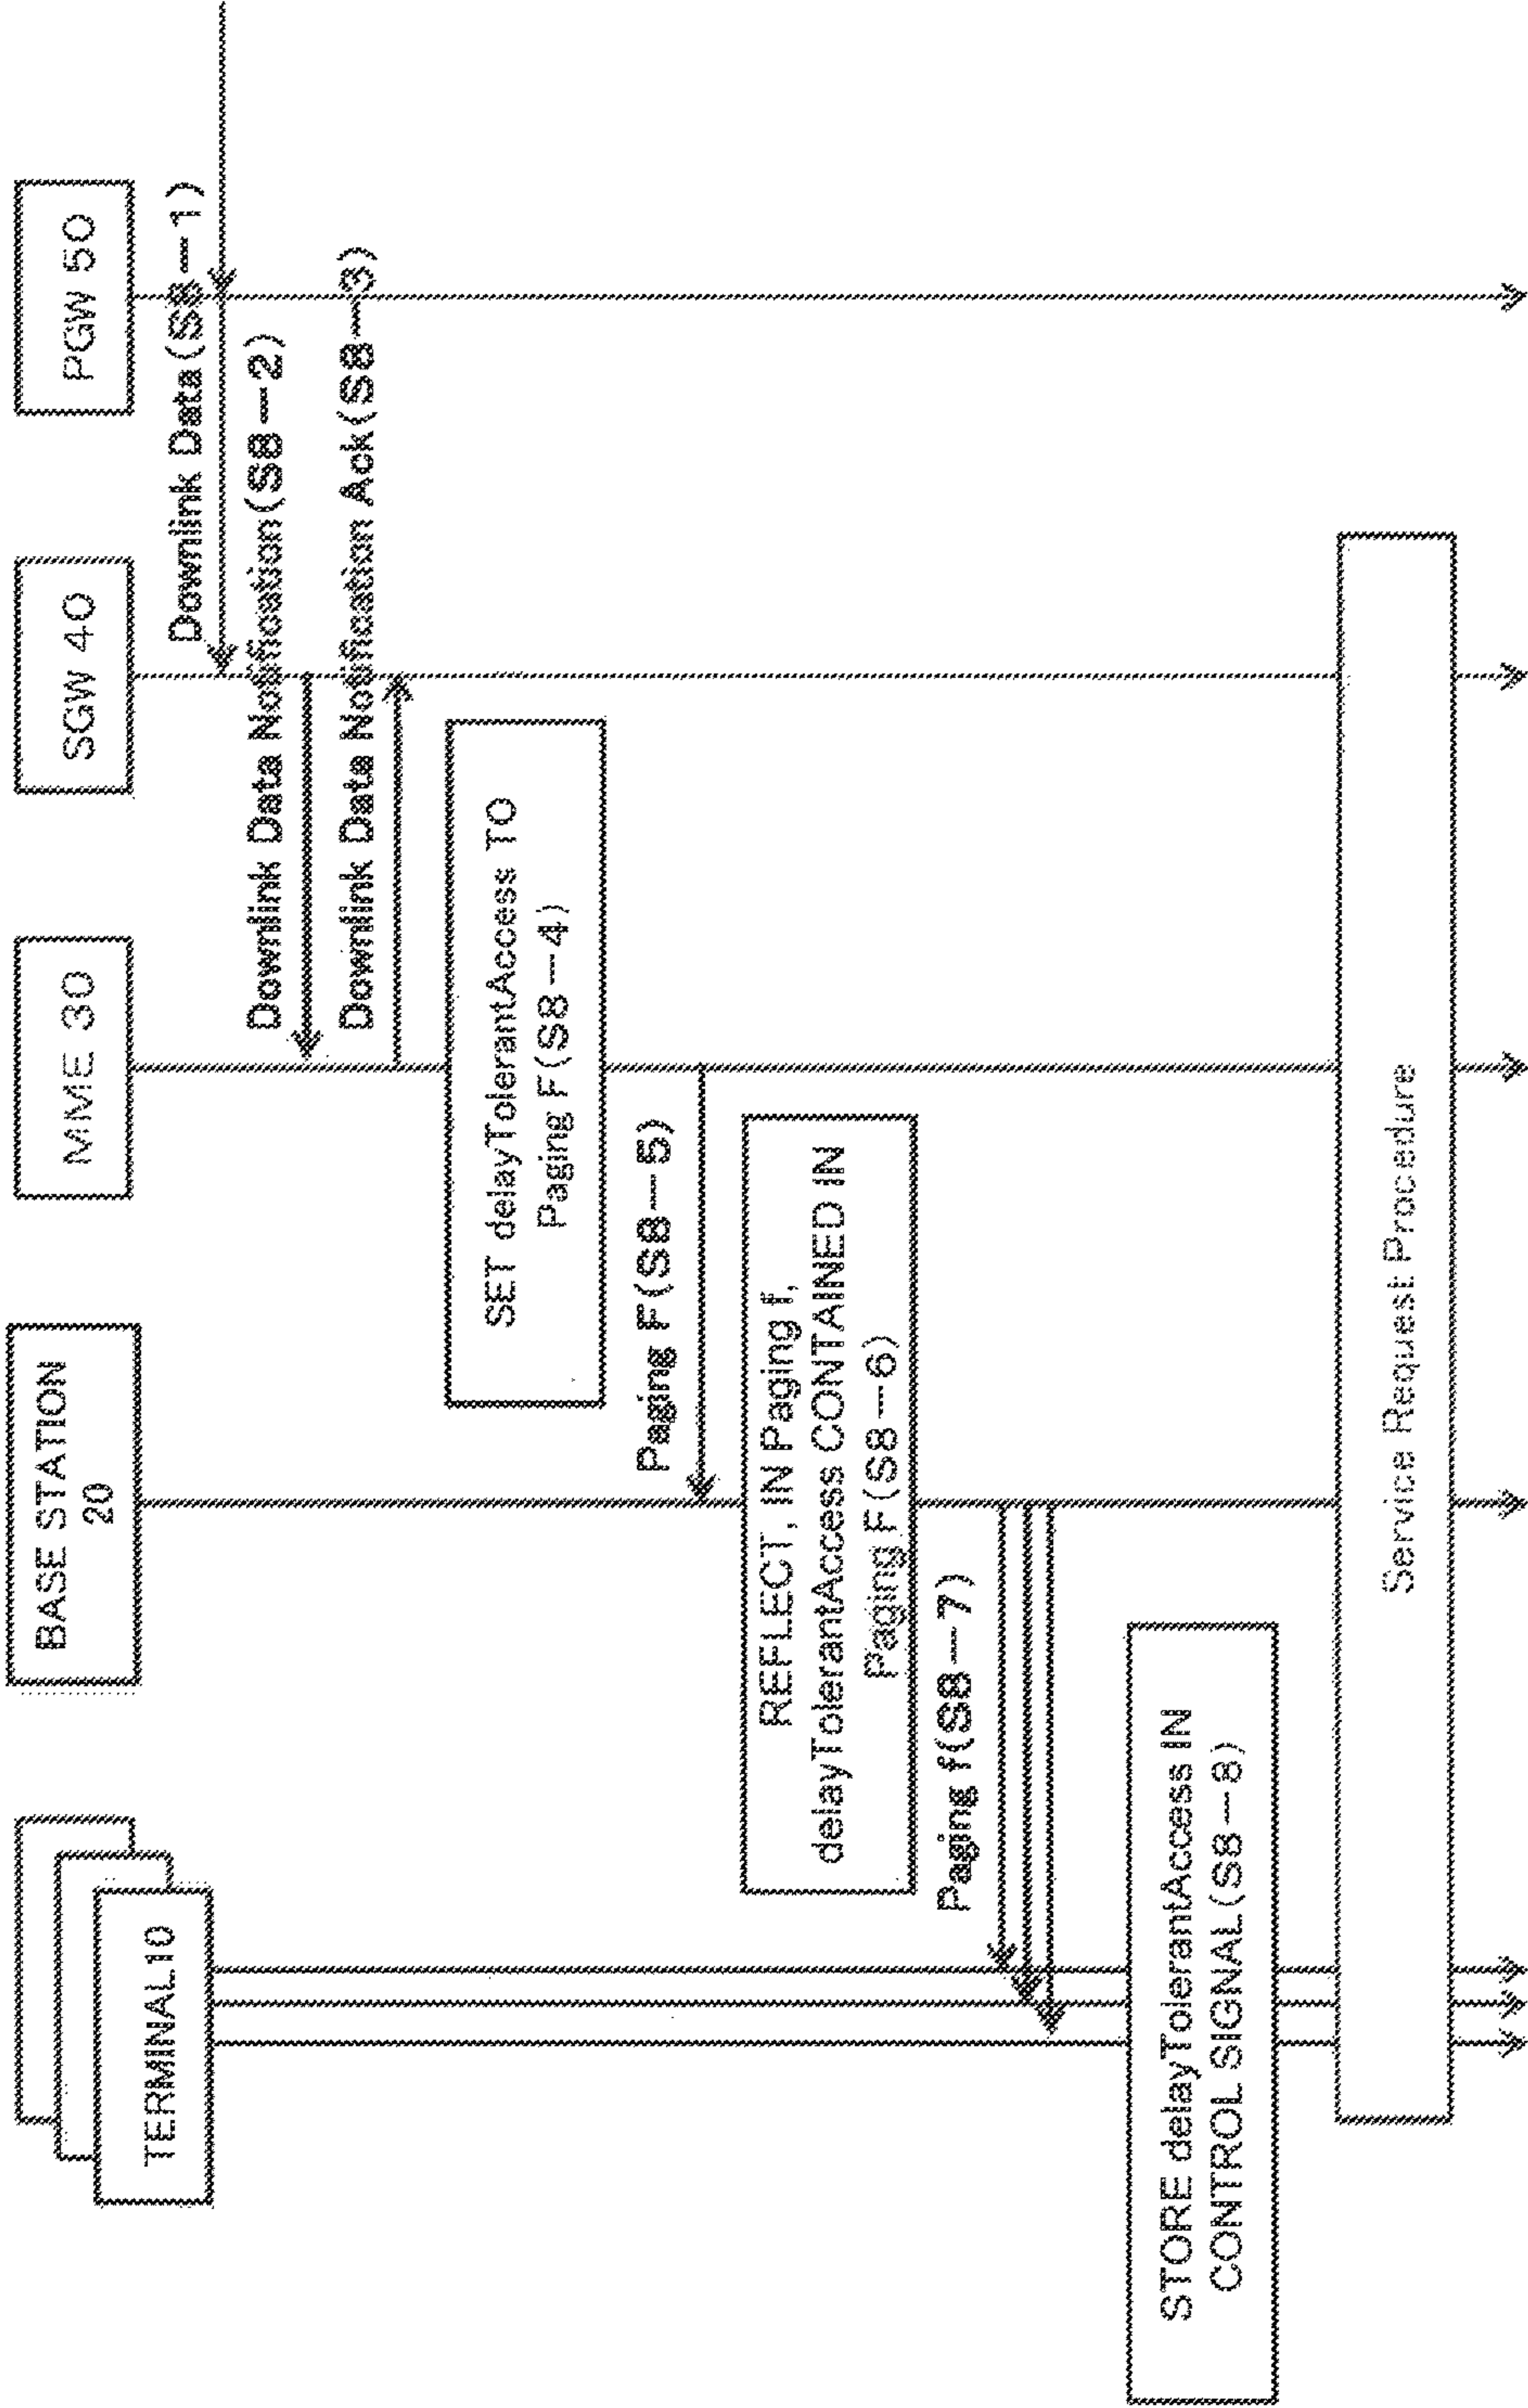 TERMINAL10
BASE STATION
20
MME 30
SGW 40
PGW 50
Downlink Data(S8—1)
Downlink Data Notification(S8—2)
Downlink Data Notification Ack(S8—3)
SET delayTolerantAccess TO
Paging F(S8—4)
Paging F(S8—5)
REFLECT, IN Paging f,
delayTolerantAccess CONTAINED IN
Paging F(S8—6)
Paging f(S8—7)
STORE delayTolerantAccess IN
CONTROL SIGNAL(S8—8)
Service Request Procedure